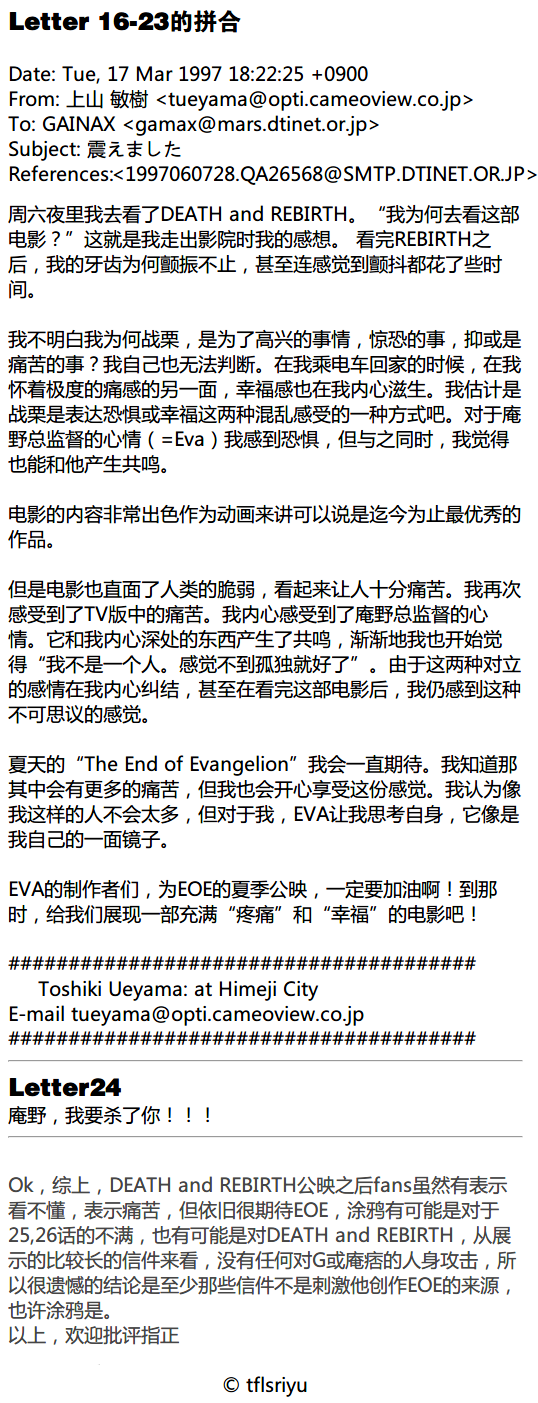 Letter 16-23的拼合
Date: Tue, 17 Mar 1997 18:22:25 +0900
From: 上山 敏樹 <tueyama@opti.cameoview.co.jp>
To: GAINAX <gamax@mars.dtinet.or.jp>
Subject: 震えました
References:<1997060728.QA26568@SMTP.DTINET.OR.JP>
周六夜里我去看了DEATH and REBIRTH。“我为何去看这部
电影？”这就是我走出影院时我的感想。 看完REBIRTH之
后，我的牙齿为何颤振不止，甚至连感觉到颤抖都花了些时
间。
我不明白我为何战栗，是为了高兴的事情，惊恐的事，抑或是
痛苦的事？我自己也无法判断。在我乘电车回家的时候，在我
怀着极度的痛感的另一面，幸福感也在我内心滋生。我估计是
战栗是表达恐惧或幸福这两种混乱感受的一种方式吧。对于庵
野总监督的心情（=Eva）我感到恐惧，但与之同时，我觉得
也能和他产生共鸣。
电影的内容非常出色作为动画来讲可以说是迄今为止最优秀的
作品。
但是电影也直面了人类的脆弱，看起来让人十分痛苦。我再次
感受到了TV版中的痛苦。我内心感受到了庵野总监督的心
情。它和我内心深处的东西产生了共鸣，渐渐地我也开始觉
得“我不是一个人。感觉不到孤独就好了”。由于这两种对立
的感情在我内心纠结，甚至在看完这部电影后，我仍感到这种
不可思议的感觉。
夏天的“The End of Evangelion”我会一直期待。我知道那
其中会有更多的痛苦，但我也会开心享受这份感觉。我认为像
我这样的人不会太多，但对于我，EVA让我思考自身，它像是
我自己的一面镜子。
EVA的制作者们，为EOE的夏季公映，一定要加油啊！到那
时，给我们展现一部充满“疼痛”和“幸福”的电影吧！
#######################################
Toshiki Ueyama: at Himeji City
E-mail tueyama@opti.cameoview.co.jp
#######################################
Letter24
庵野，我要杀了你！！！
Ok，综上，DEATH and REBIRTH公映之后fans虽然有表示
看不懂，表示痛苦，但依旧很期待EOE，涂鸦有可能是对于
25,26话的不满，也有可能是对DEATH and REBIRTH，从展
示的比较长的信件来看，没有任何对G或庵痞的人身攻击，所
以很遗憾的结论是至少那些信件不是刺激他创作EOE的来源，
也许涂鸦是。
以上，欢迎批评指正
© tflsriyu